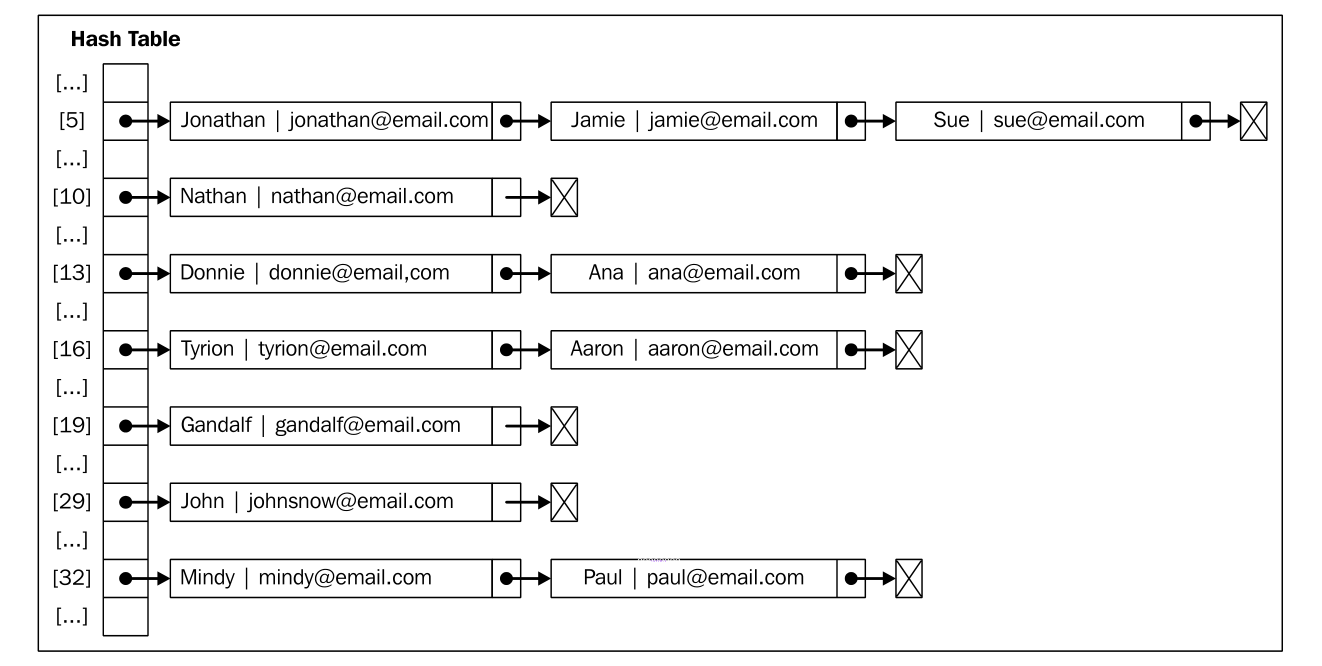 Hash Table
[...]
[5] Jonathan | jonathan@email.com Jamie | jamie@email.com Sue | sue@email.com
[...]
[10] Nathan | nathan@email.com
[...]
[13] Donnie | donnie@email,com Ana | ana@email.com
[...]
[16] Tyrion | tyrion@email.com Aaron | aaron@email.com
[...]
[19] Gandalf | gandalf@email.com
[...]
[29] John | johnsnow@email.com
[...]
[32] Mindy | mindy@email.com Paul | paul@email.com
[...]